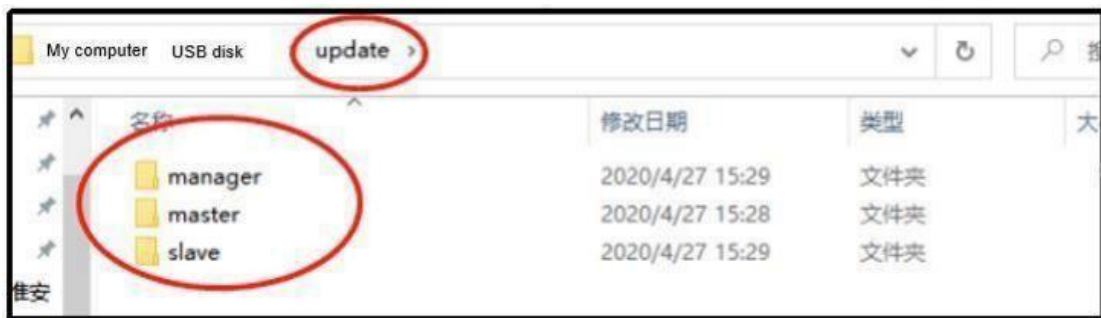 My computer USB disk update >
名称 修改日期 类型 大
manager 2020/4/27 15:29 文件夹
master 2020/4/27 15:28 文件夹
slave 2020/4/27 15:29 文件夹
淮安